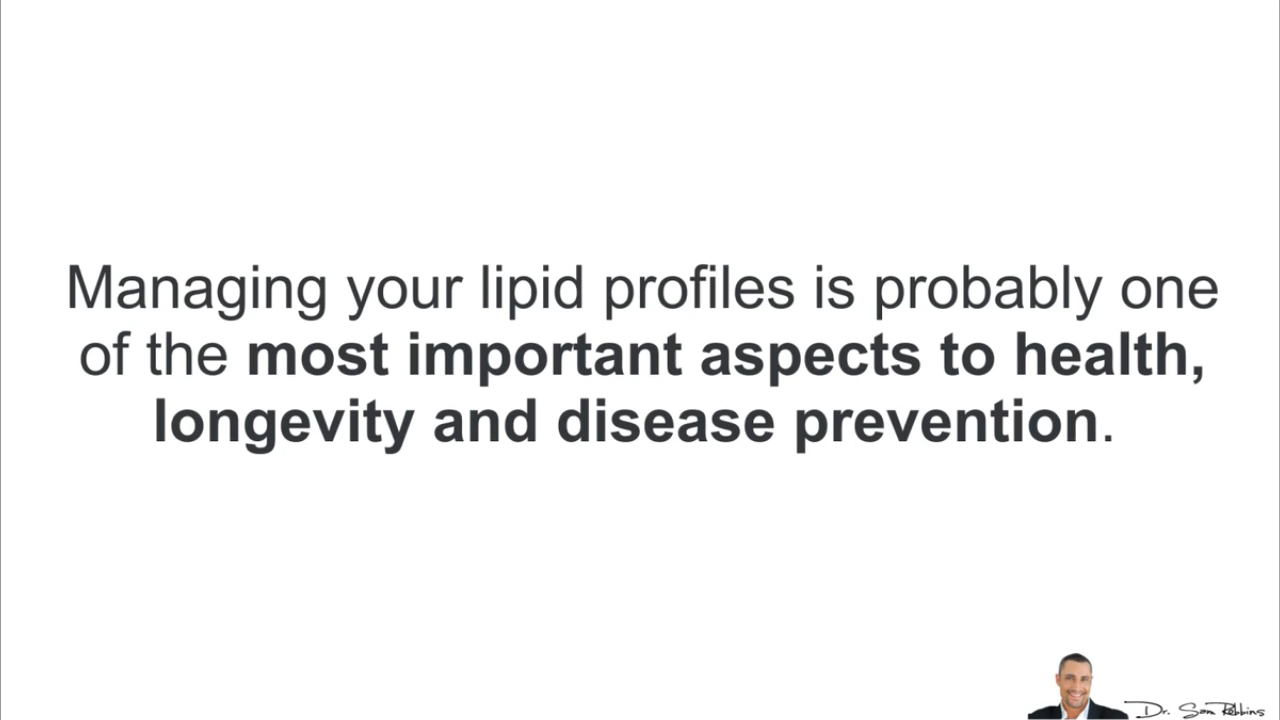 Managing your lipid profiles is probably one
of the most important aspects to health,
longevity and disease prevention.
Dr. Sam Robbins